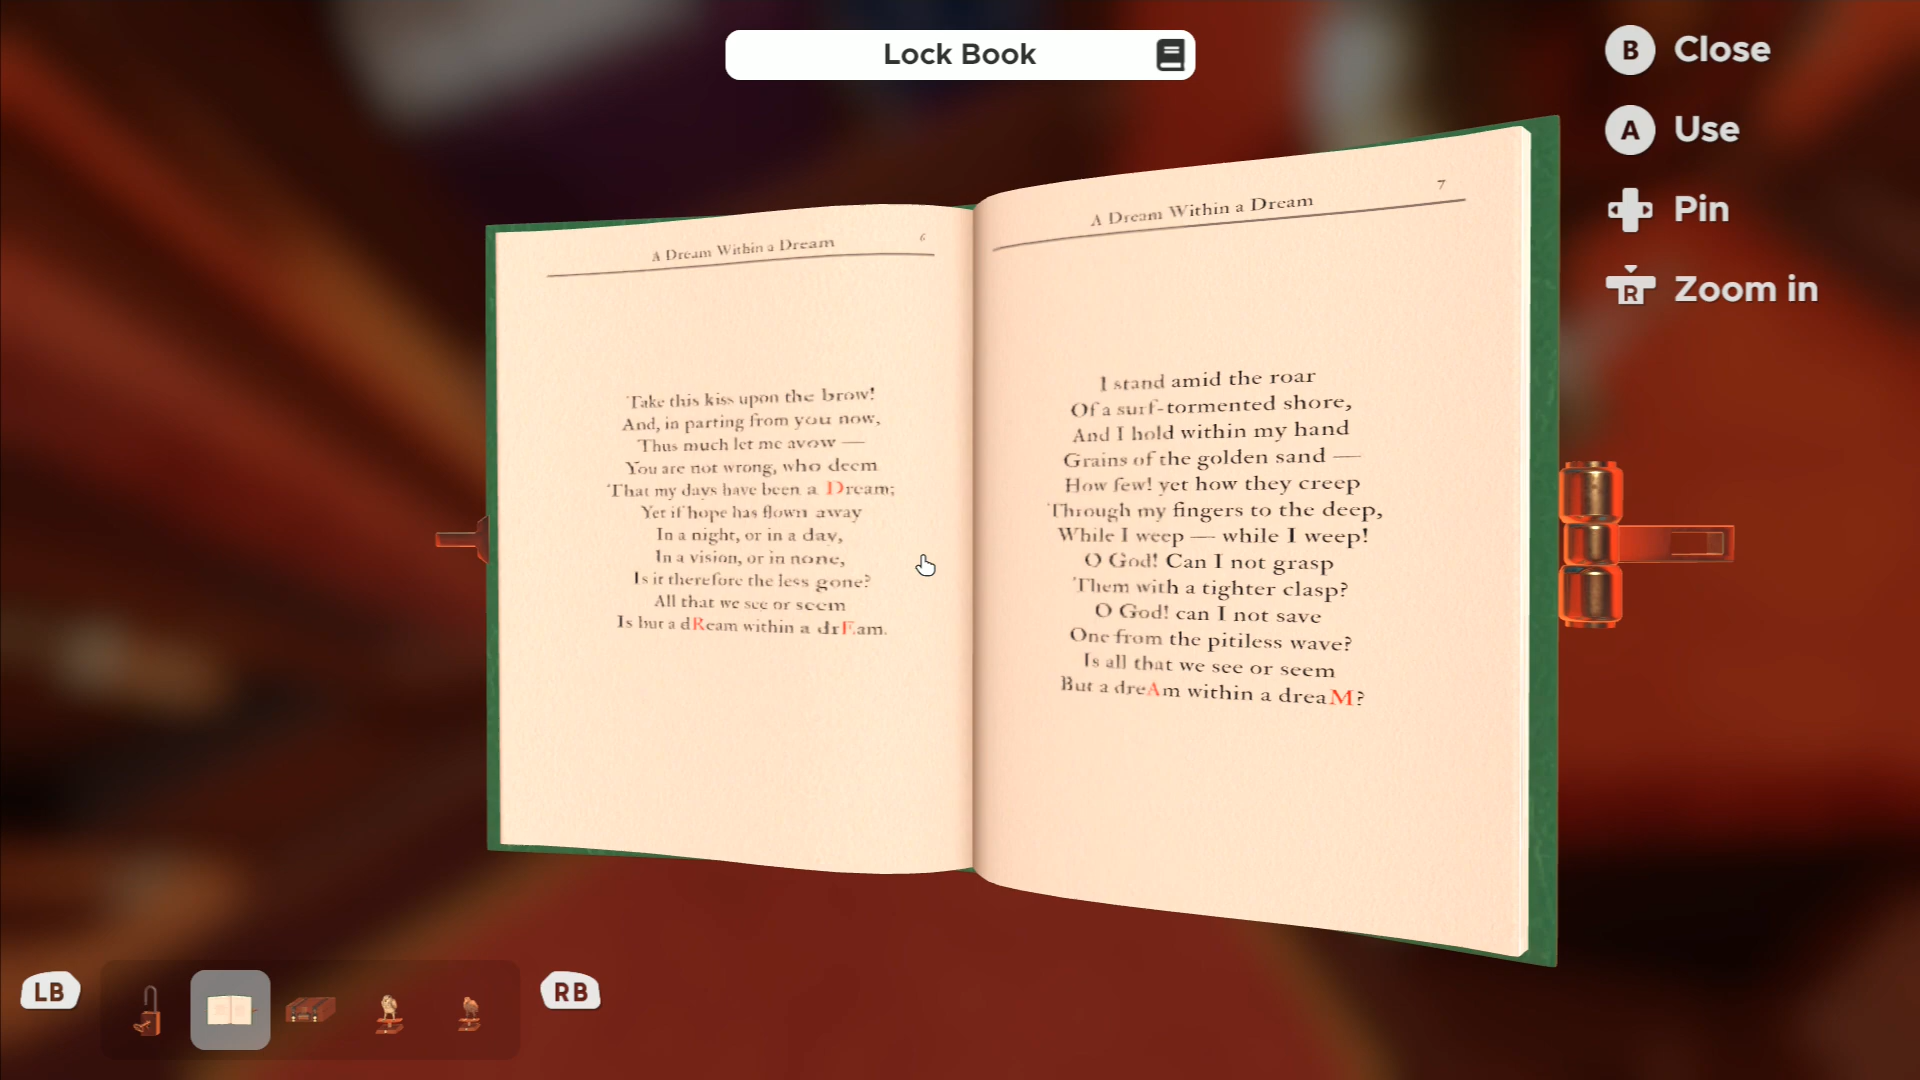 Lock Book
B Close
A Use
Pin
R Zoom in
A Dream Within a Dream 6
Take this kiss upon the brow!
And, in parting from you now,
Thus much let me avow —
You are not wrong, who deem
That my days have been a Dream;
Yet if hope has flown away
In a night, or in a day,
In a vision, or in none,
Is it therefore the less gone?
All that we see or seem
Is but a dReam within a drEam.
A Dream Within a Dream 7
I stand amid the roar
Of a surf-tormented shore,
And I hold within my hand
Grains of the golden sand —
How few! yet how they creep
Through my fingers to the deep,
While I weep — while I weep!
O God! Can I not grasp
Them with a tighter clasp?
O God! can I not save
One from the pitiless wave?
Is all that we see or seem
But a dreAm within a dreaM?
LB
RB